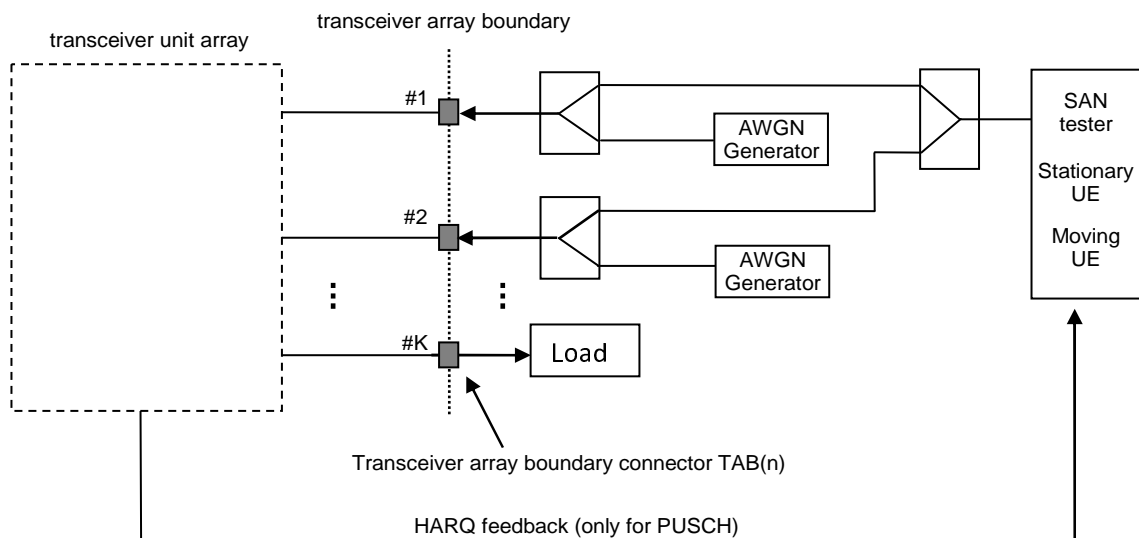 transceiver array boundary
transceiver unit array
#1
AWGN
Generator
SAN
tester
Stationary
UE
Moving
UE
#2
AWGN
Generator
#K
Load
Transceiver array boundary connector TAB(n)
HARQ feedback (only for PUSCH)